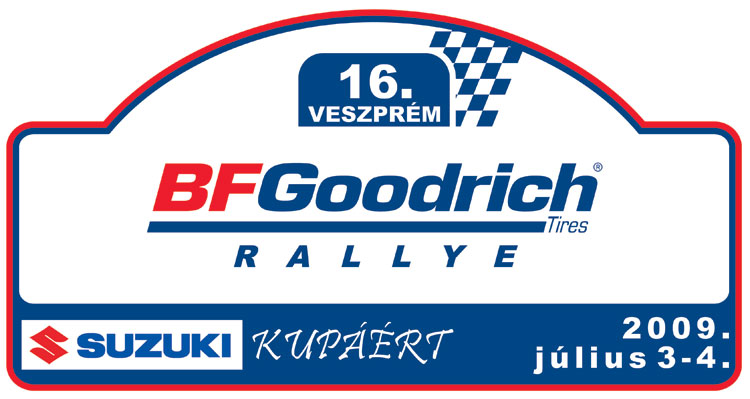 16.
VESZPRÉM
BFGoodrich®
Tires
RALLYE
SUZUKI KUPÁÉRT
2009.
július 3-4.